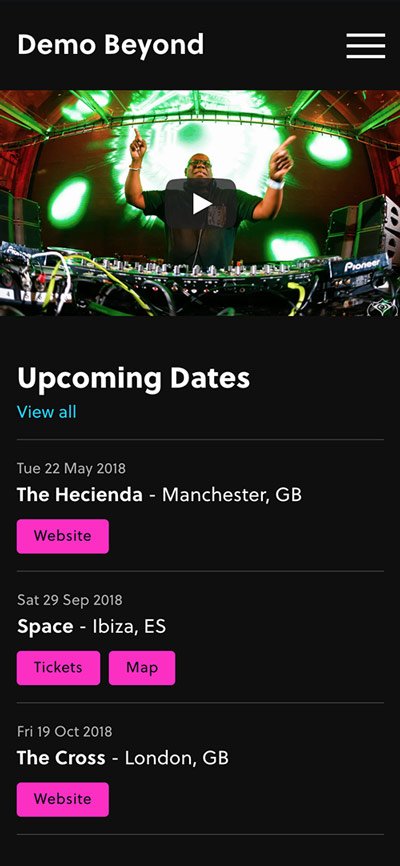 Demo Beyond
Pioneer
Upcoming Dates
View all
Tue 22 May 2018
The Hecienda - Manchester, GB
Website
Sat 29 Sep 2018
Space - Ibiza, ES
Tickets Map
Fri 19 Oct 2018
The Cross - London, GB
Website